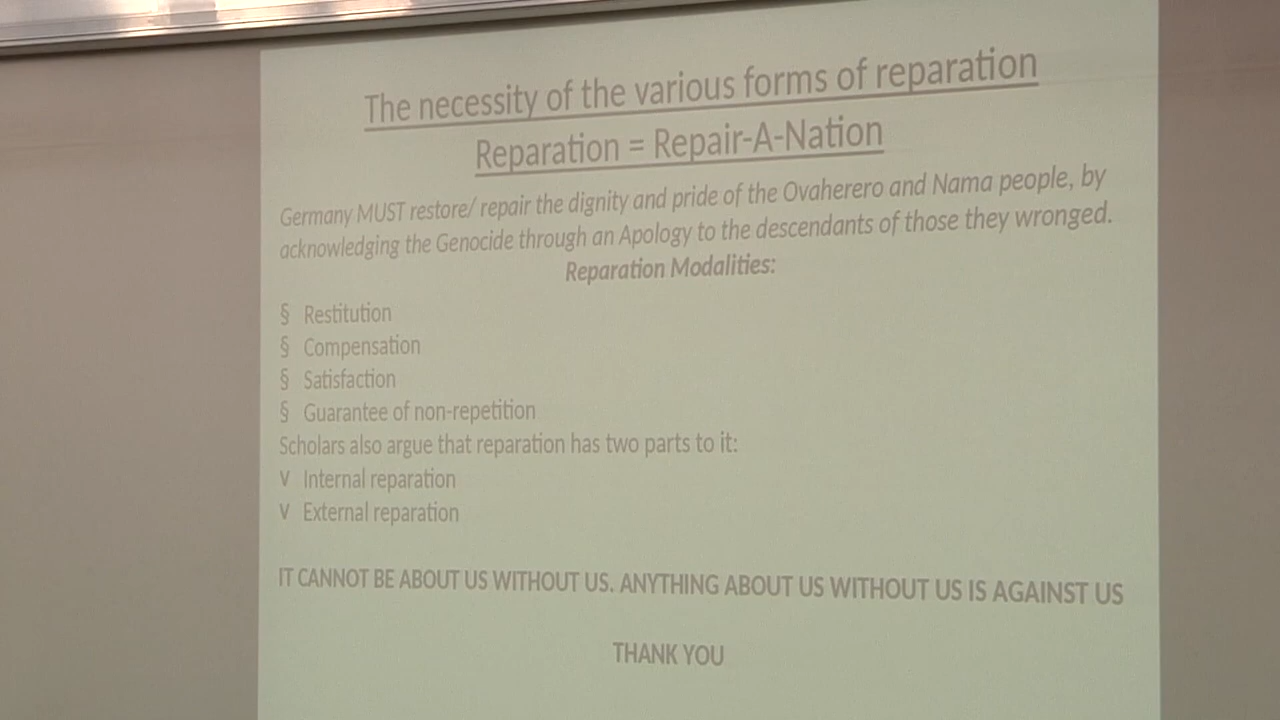 The necessity of the various forms of reparation
Reparation = Repair-A-Nation
Germany MUST restore/ repair the dignity and pride of the Ovaherero and Nama people, by
acknowledging the Genocide through an Apology to the descendants of those they wronged.
Reparation Modalities:
§ Restitution
§ Compensation
§ Satisfaction
§ Guarantee of non-repetition
Scholars also argue that reparation has two parts to it:
v Internal reparation
v External reparation
IT CANNOT BE ABOUT US WITHOUT US. ANYTHING ABOUT US WITHOUT US IS AGAINST US
THANK YOU